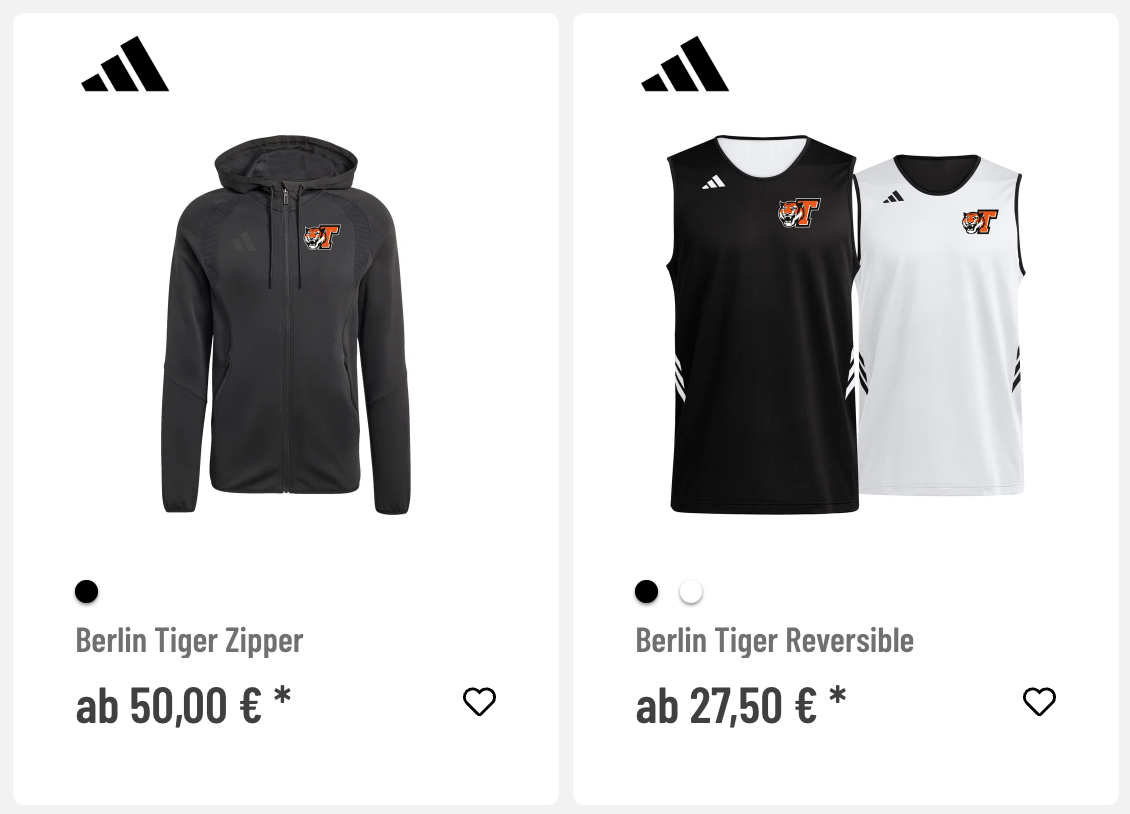 T
T
T
Berlin Tiger Zipper
Berlin Tiger Reversible
ab 50,00 € *
ab 27,50 € *